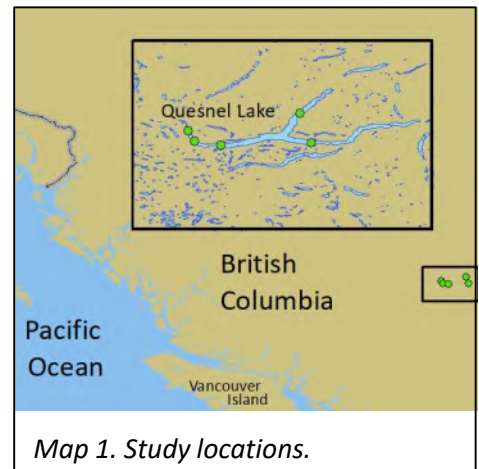 Quesnel Lake
British
Columbia
Pacific
Ocean
Vancouver
Island
Map 1. Study locations.